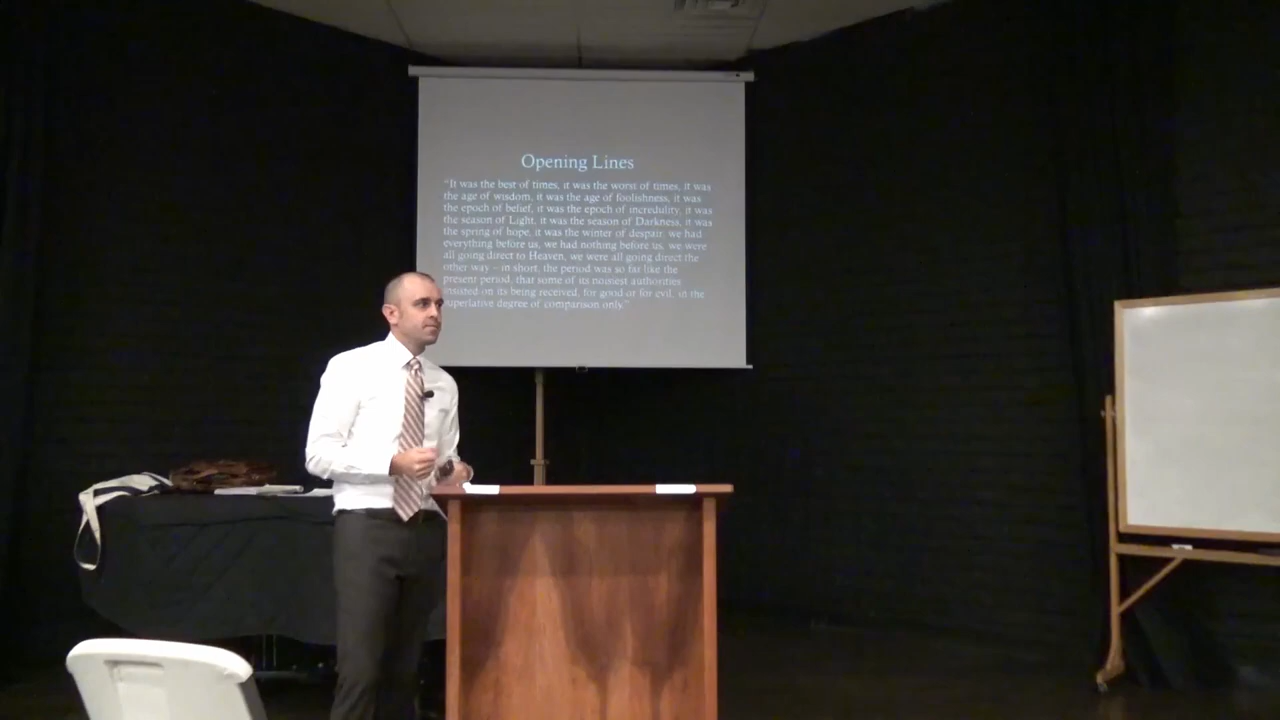 Opening Lines
"It was the best of times, it was the worst of times, it was
the age of wisdom, it was the age of foolishness, it was
the epoch of belief, it was the epoch of incredulity, it was
the season of Light, it was the season of Darkness, it was
the spring of hope, it was the winter of despair, we had
everything before us, we had nothing before us, we were
all going direct to Heaven, we were all going direct the
other way – in short, the period was so far like the
present period, that some of its noisiest authorities
insisted on its being received, for good or for evil, in the
superlative degree of comparison only."